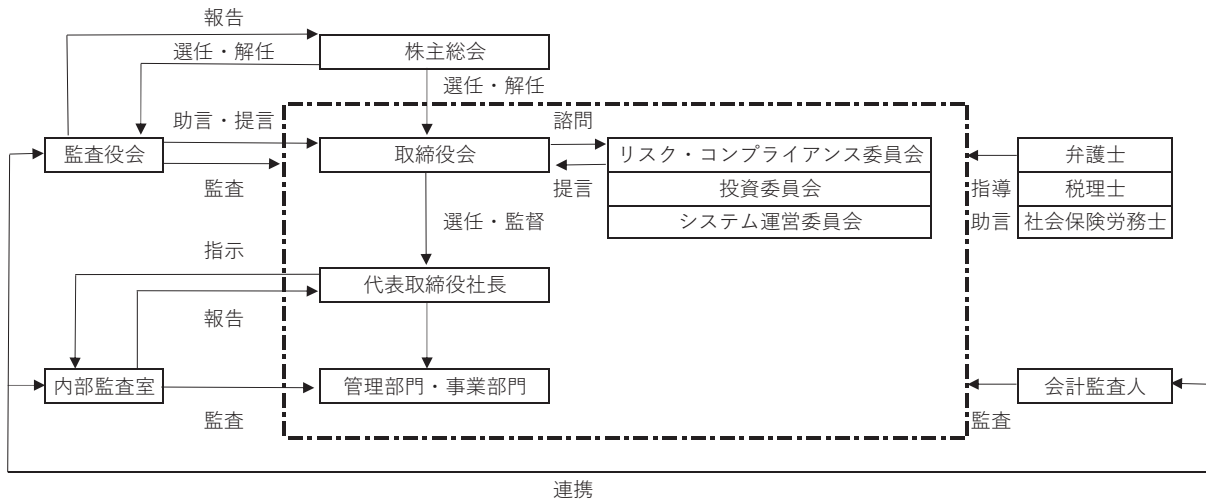 報告
選任・解任
株主総会
選任・解任
助言・提言
諮問
監査役会
取締役会
リスク・コンプライアンス委員会
弁護士
監査
提言
投資委員会
指導
税理士
選任・監督
システム運営委員会
助言
社会保険労務士
指示
代表取締役社長
報告
内部監査室
管理部門・事業部門
会計監査人
監査
監査
連携